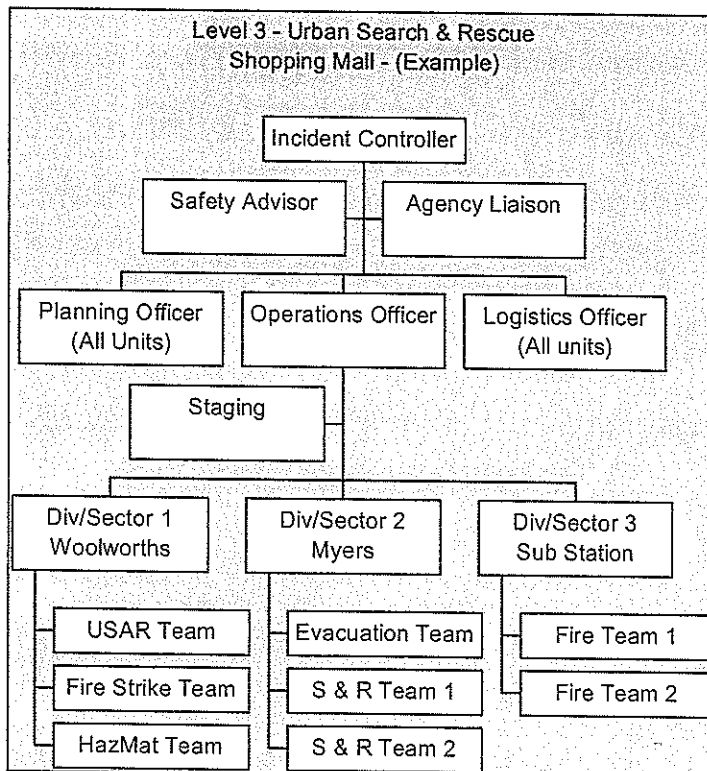 Level 3 - Urban Search & Rescue
Shopping Mall - (Example)
Incident Controller
Safety Advisor
Agency Liaison
Planning Officer
(All Units)
Operations Officer
Logistics Officer
(All units)
Staging
Div/Sector 1
Woolworths
Div/Sector 2
Myers
Div/Sector 3
Sub Station
USAR Team
Fire Strike Team
HazMat Team
Evacuation Team
S & R Team 1
S & R Team 2
Fire Team 1
Fire Team 2